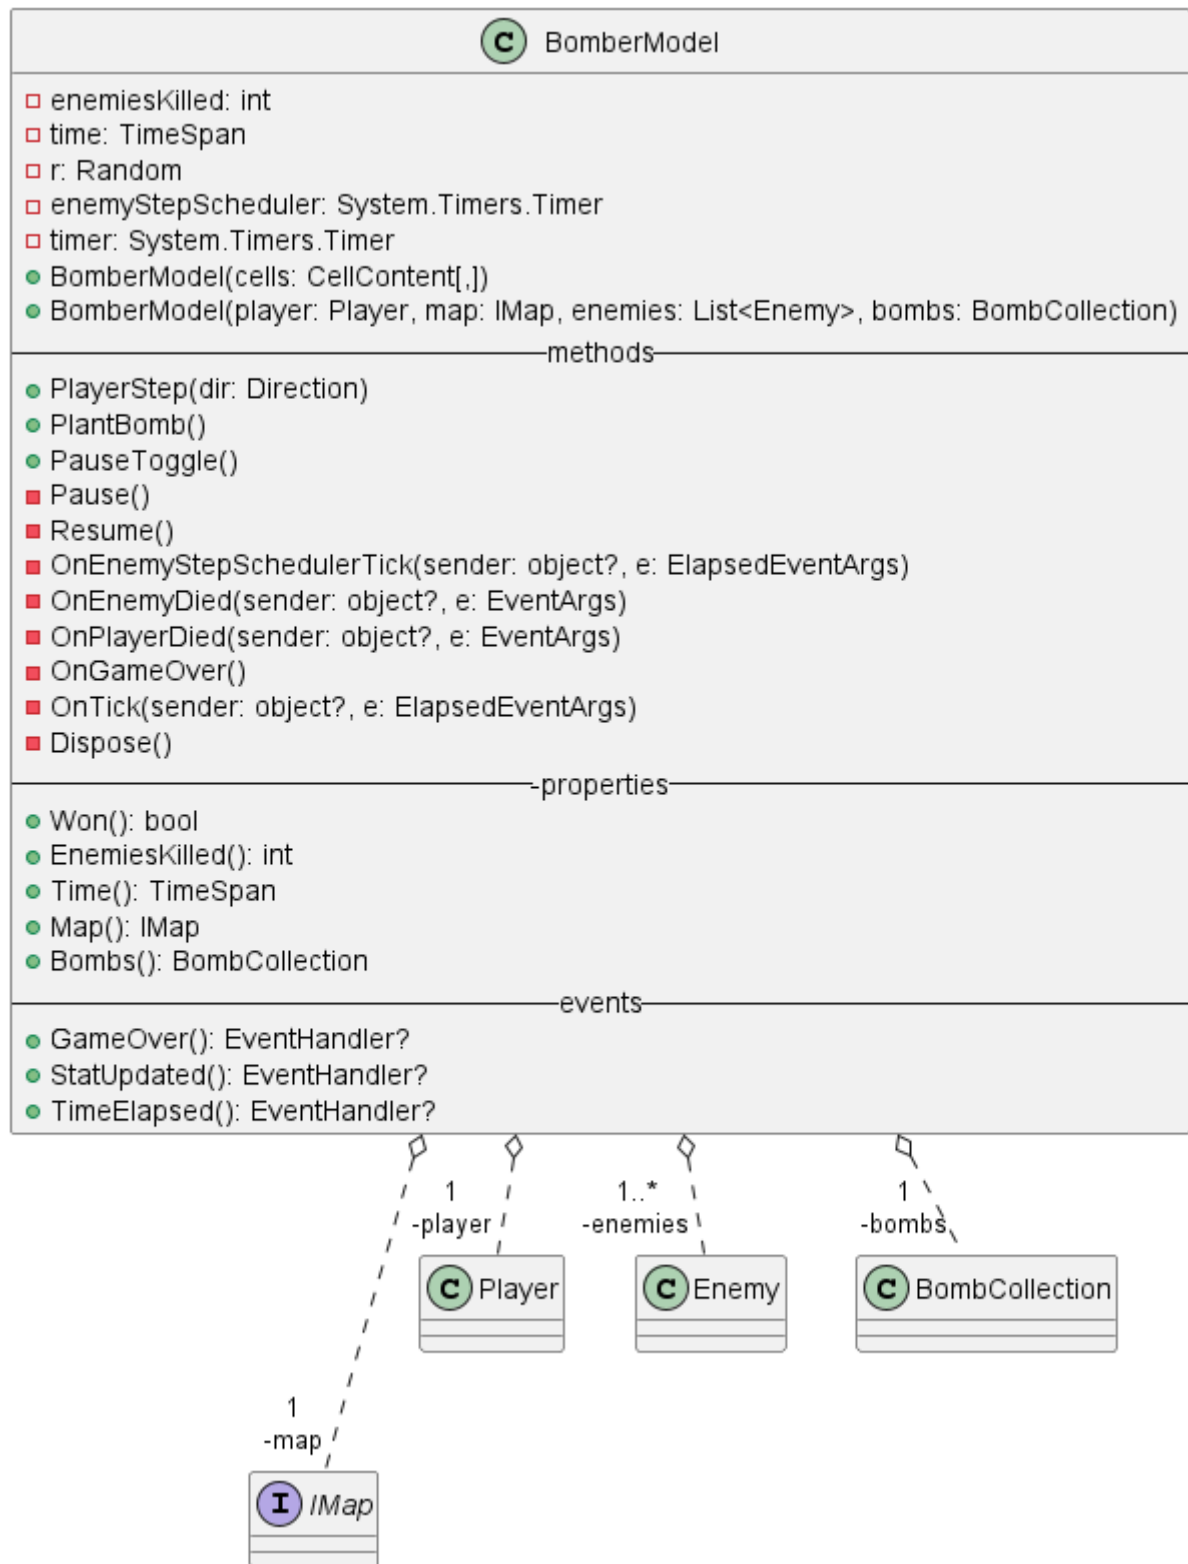 C BomberModel
enemiesKilled: int
time: TimeSpan
r: Random
enemyStepScheduler: System.Timers.Timer
timer: System.Timers.Timer
BomberModel(cells: CellContent[,])
BomberModel(player: Player, map: IMap, enemies: List<Enemy>, bombs: BombCollection)
methods
PlayerStep(dir: Direction)
PlantBomb()
PauseToggle()
Pause()
Resume()
OnEnemyStepSchedulerTick(sender: object?, e: ElapsedEventArgs)
OnEnemyDied(sender: object?, e: EventArgs)
OnPlayerDied(sender: object?, e: EventArgs)
OnGameOver()
OnTick(sender: object?, e: ElapsedEventArgs)
Dispose()
-properties
Won(): bool
EnemiesKilled(): int
Time(): TimeSpan
Map(): IMap
Bombs(): BombCollection
events
GameOver(): EventHandler?
StatUpdated(): EventHandler?
TimeElapsed(): EventHandler?
1
-player
1..*
-enemies
1
-bombs
C Player
C Enemy
C BombCollection
1
-map
I IMap